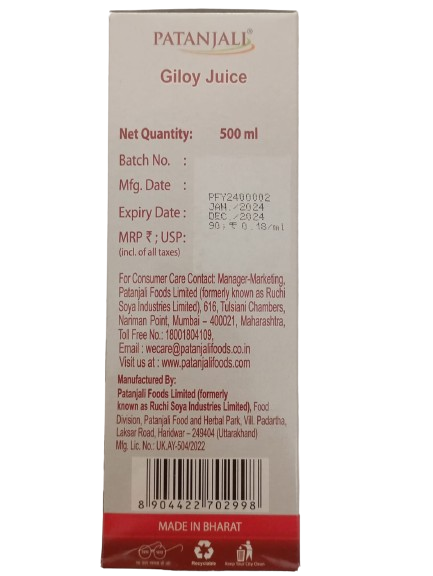 PATANJALI®
Giloy Juice
Net Quantity: 500 ml
Batch No. :
Mfg. Date :
Expiry Date :
MRP ₹ ; USP:
(incl. of all taxes)
PFY2400002
JAN./2024
DEC./2024
90, ₹ 0.18/ml
For Consumer Care Contact: Manager-Marketing,
Patanjali Foods Limited (formerly known as Ruchi
Soya Industries Limited), 616, Tulsiani Chambers,
Nariman Point, Mumbai – 400021, Maharashtra,
Toll Free No.: 18001804109,
Email : wecare@patanjalifoods.co.in
Visit us at : www.patanjalifoods.com
Manufactured By:
Patanjali Foods Limited (formerly
known as Ruchi Soya Industries Limited), Food
Division, Patanjali Food and Herbal Park, Vill. Padartha,
Laksar Road, Haridwar – 249404 (Uttarakhand)
Mfg. Lic. No.: UK.AY-504/2022
8 904422 702998
MADE IN BHARAT
Recyclable
Keep Your City Clean